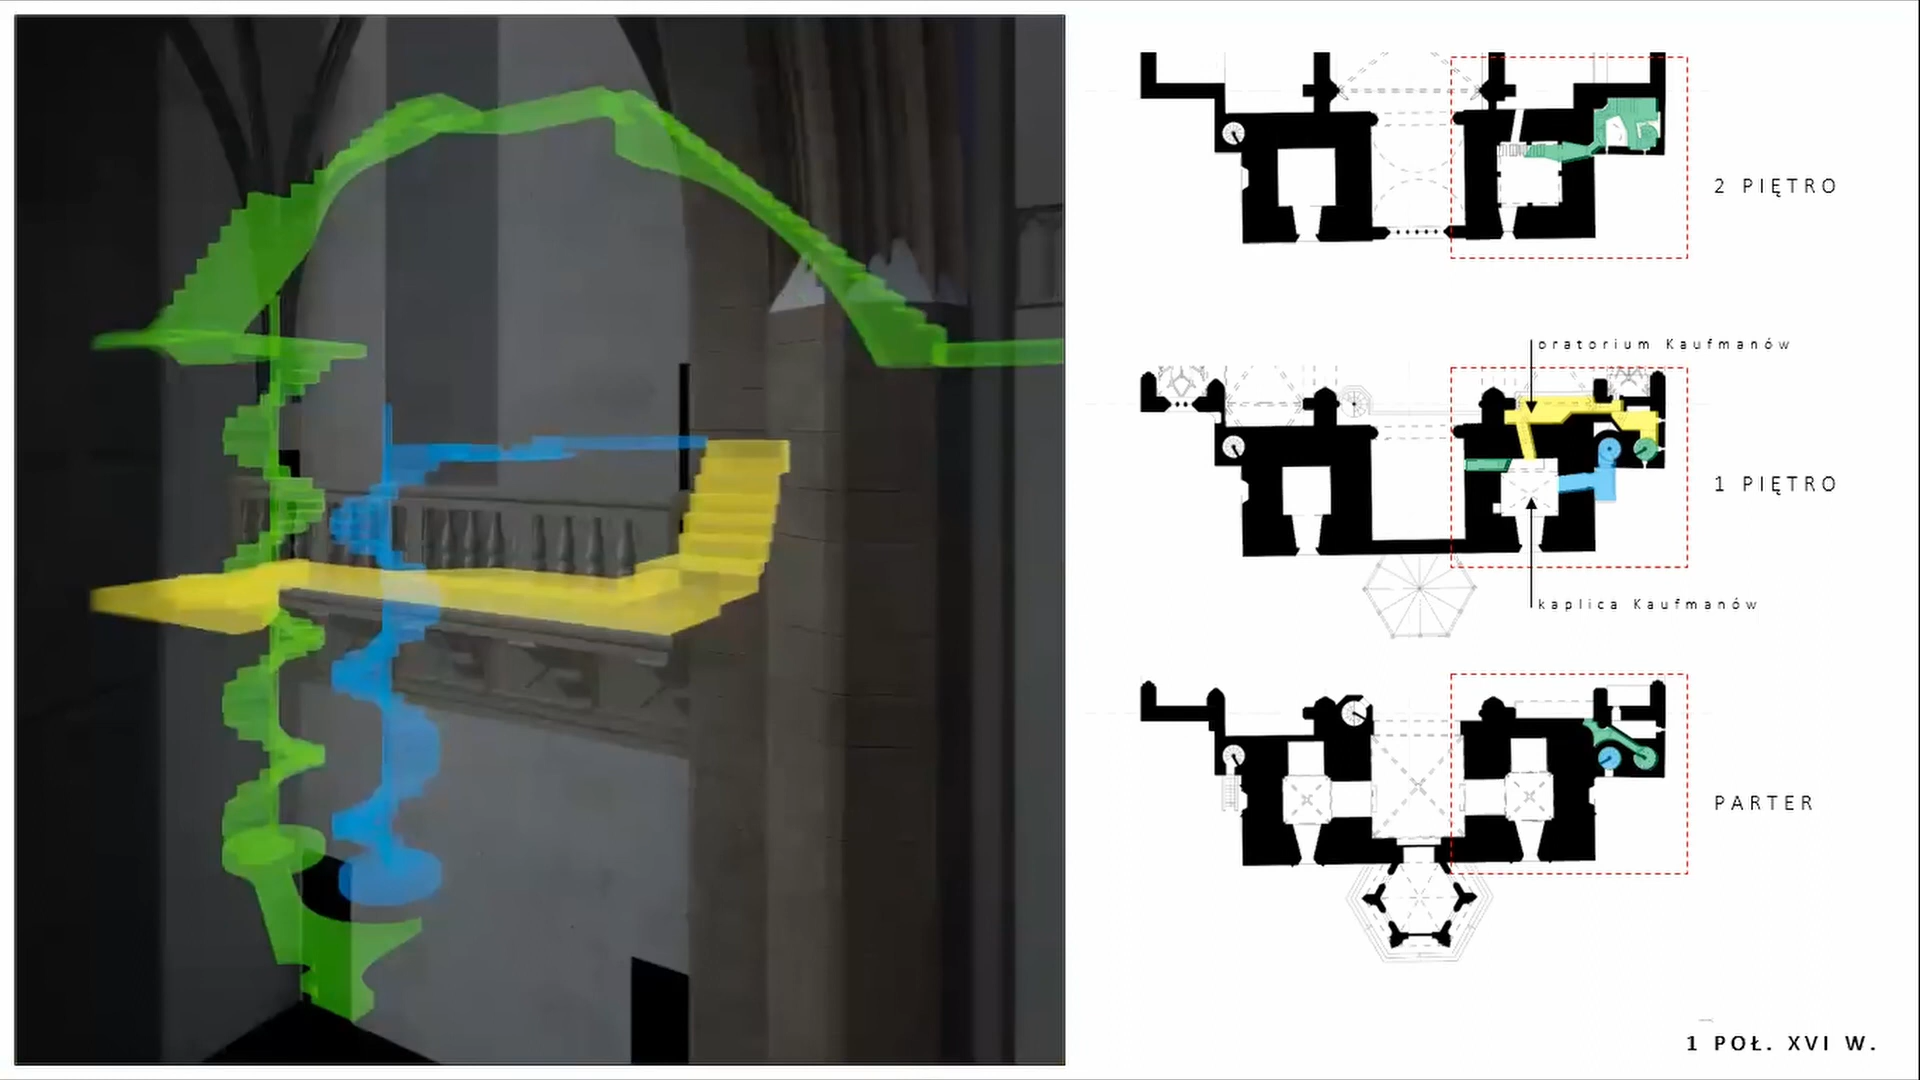 2 PIĘTRO
oratorium Kaufmanów
1 PIĘTRO
kaplica Kaufmanów
PARTER
1 POŁ. XVI W.